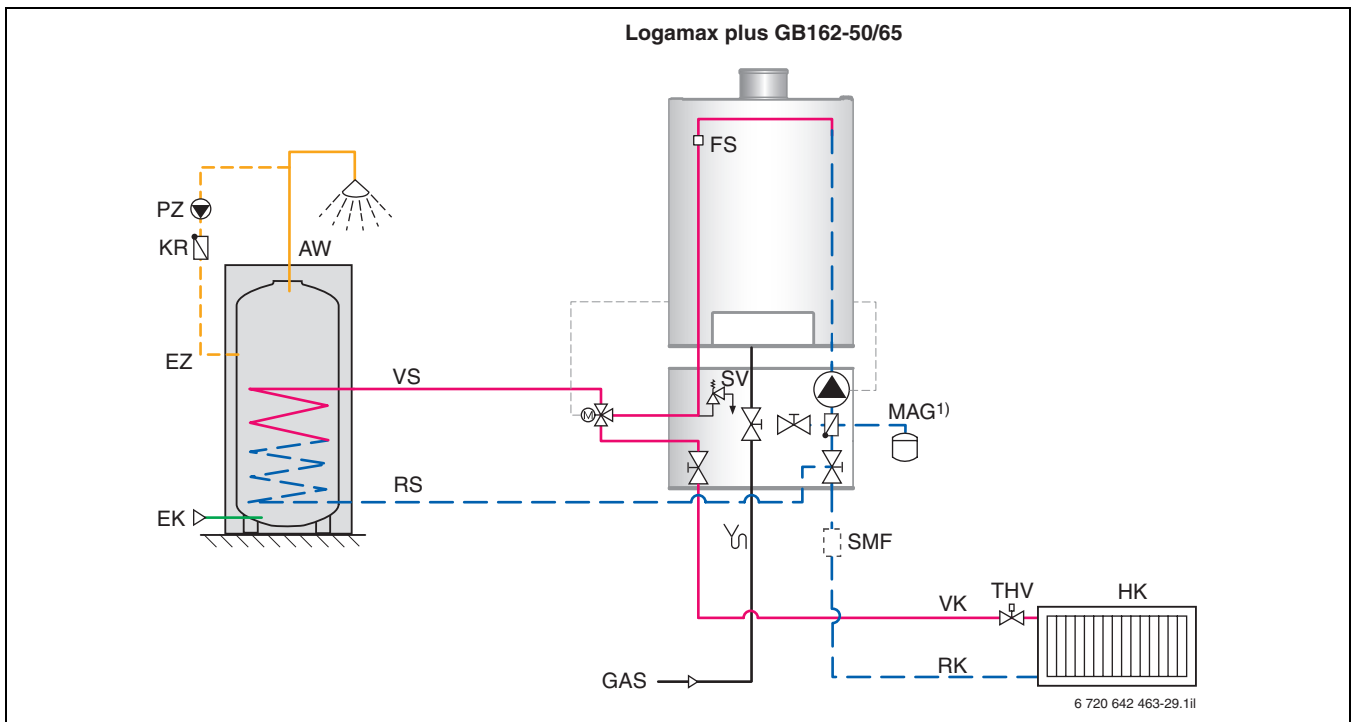 Logamax plus GB162-50/65
FS
PZ
KR
AW
EZ
VS
SV
M
MAG1)
RS
EK
SMF
THV
HK
VK
GAS
RK
6 720 642 463-29.1il